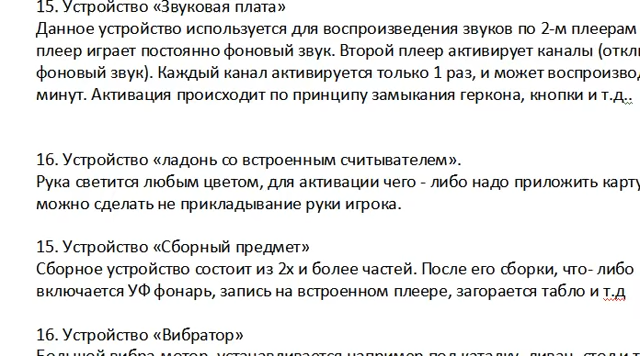 15. Устройство «Звуковая плата»
Данное устройство используется для воспроизведения звуков по 2-м плеерам
плеер играет постоянно фоновый звук. Второй плеер активирует каналы
фоновый звук). Каждый канал активируется только 1 раз, и может
минут. Активация происходит по принципу замыкания геркона, кнопки и т.д..
16. Устройство «ладонь со встроенным считывателем».
Рука светится любым цветом, для активации чего - либо надо приложить карту
можно сделать не прикладывание руки игрока.
15. Устройство «Сборный предмет»
Сборное устройство состоит из 2х и более частей. После его сборки, что- либо
включается УФ фонарь, запись на встроенном плеере, загорается табло и т.д
16. Устройство «Вибратор»